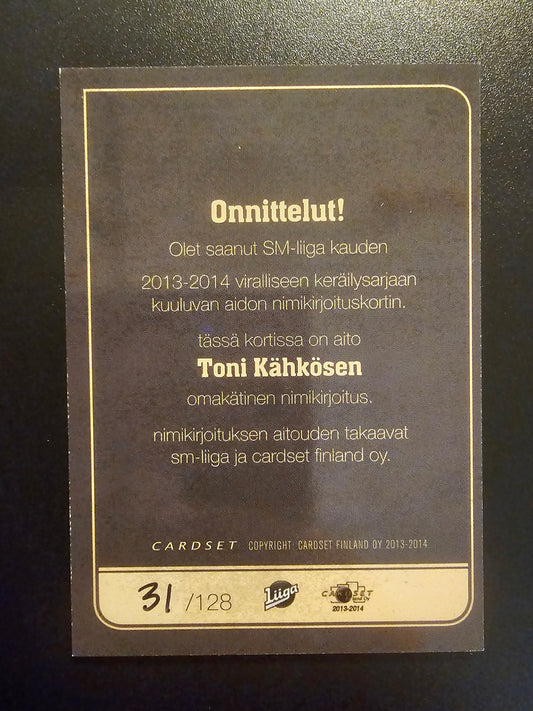 Onnittelut!
Olet saanut SM-liiga kauden
2013-2014 viralliseen keräilysarjaan
kuuluvan aidon nimikirjoituskortin.
tässä kortissa on aito
Toni Kähkösen
omakätinen nimikirjoitus.
nimikirjoituksen aitouden takaavat
sm-liiga ja cardset finland oy.
CARDSET COPYRIGHT: CARDSET FINLAND OY 2013-2014
31 /128 Liiga CARDSET
2013-2014